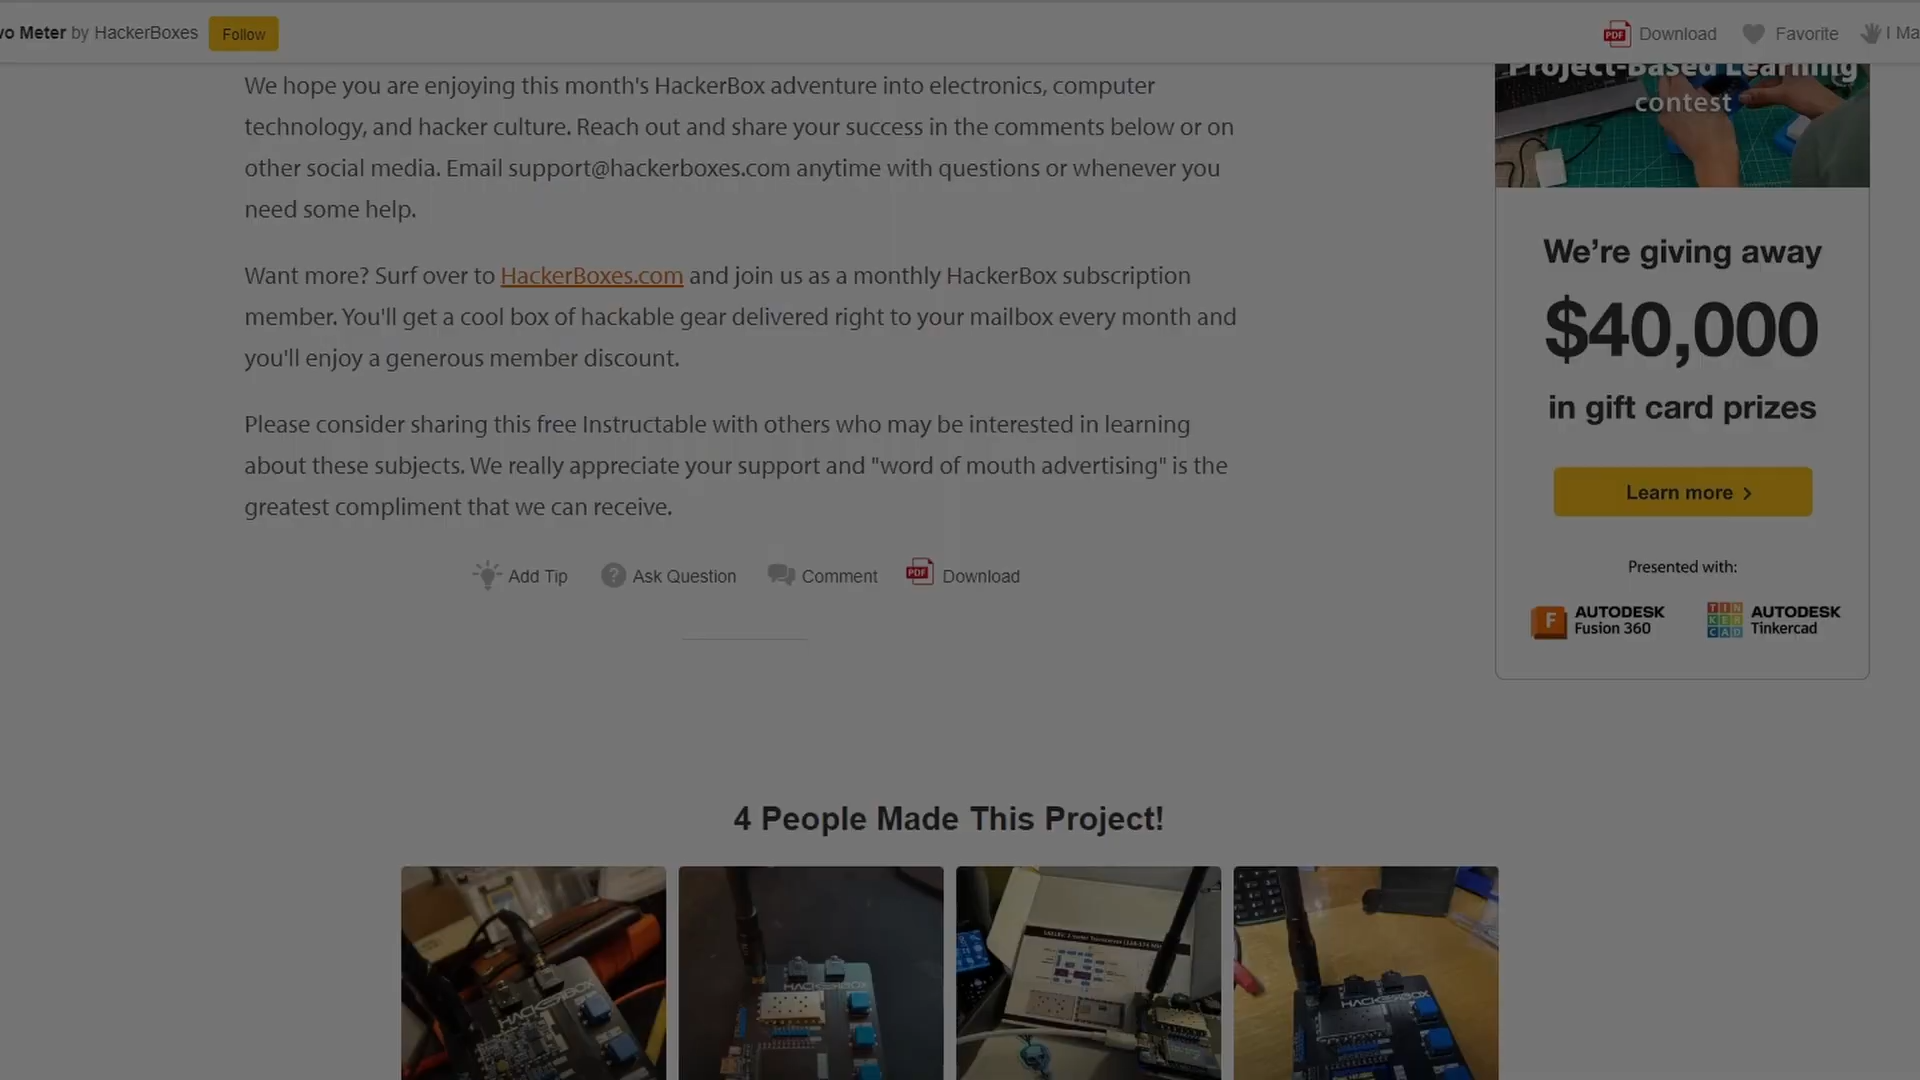 vo Meter by HackerBoxes Follow
Download Favorite I Ma
We hope you are enjoying this month's HackerBox adventure into electronics, computer
technology, and hacker culture. Reach out and share your success in the comments below or on
other social media. Email support@hackerboxes.com anytime with questions or whenever you
need some help.
Want more? Surf over to HackerBoxes.com and join us as a monthly HackerBox subscription
member. You'll get a cool box of hackable gear delivered right to your mailbox every month and
you'll enjoy a generous member discount.
Please consider sharing this free Instructable with others who may be interested in learning
about these subjects. We really appreciate your support and "word of mouth advertising" is the
greatest compliment that we can receive.
Add Tip Ask Question Comment PDF Download
Project-Based Learning
contest
We're giving away
$40,000
in gift card prizes
Learn more >
Presented with:
F AUTODESK
Fusion 360
TIN KER CAD AUTODESK
Tinkercad
4 People Made This Project!
HACKERBOX
HACKERBOX
HACKERBOX